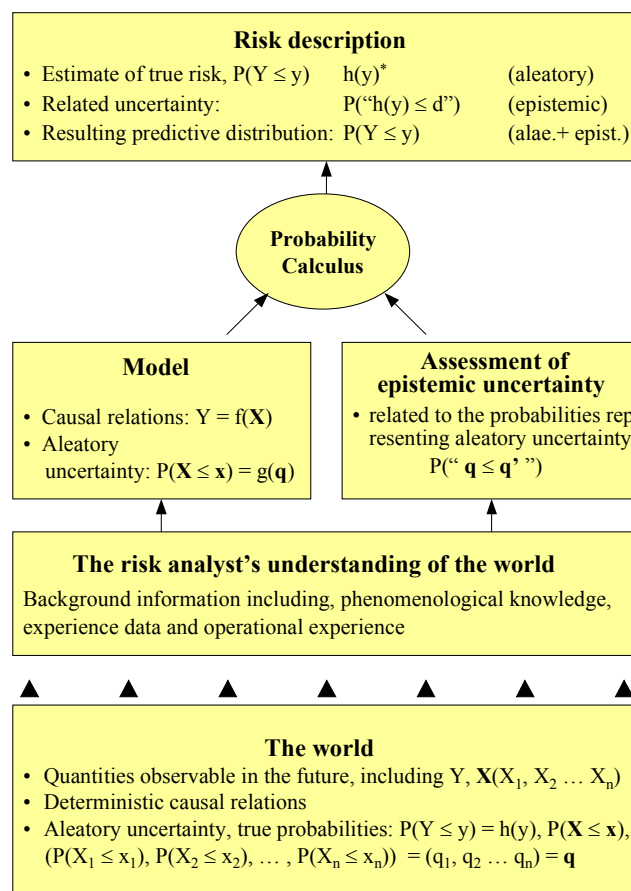 Risk description
• Estimate of true risk, P(Y ≤ y) h(y)* (aleatory)
• Related uncertainty: P(“h(y) ≤ d”) (epistemic)
• Resulting predictive distribution: P(Y ≤ y) (alae.+ epist.)
Probability
Calculus
Model
• Causal relations: Y = f(X)
• Aleatory
uncertainty: P(X ≤ x) = g(q)
Assessment of
epistemic uncertainty
• related to the probabilities rep
resenting aleatory uncertainty
P(“ q ≤ q’ ”)
The risk analyst’s understanding of the world
Background information including, phenomenological knowledge,
experience data and operational experience
The world
• Quantities observable in the future, including Y, X(X₁, X₂ … Xₙ)
• Deterministic causal relations
• Aleatory uncertainty, true probabilities: P(Y ≤ y) = h(y), P(X ≤ x),
(P(X₁ ≤ x₁), P(X₂ ≤ x₂), … , P(Xₙ ≤ xₙ)) = (q₁, q₂ … qₙ) = q